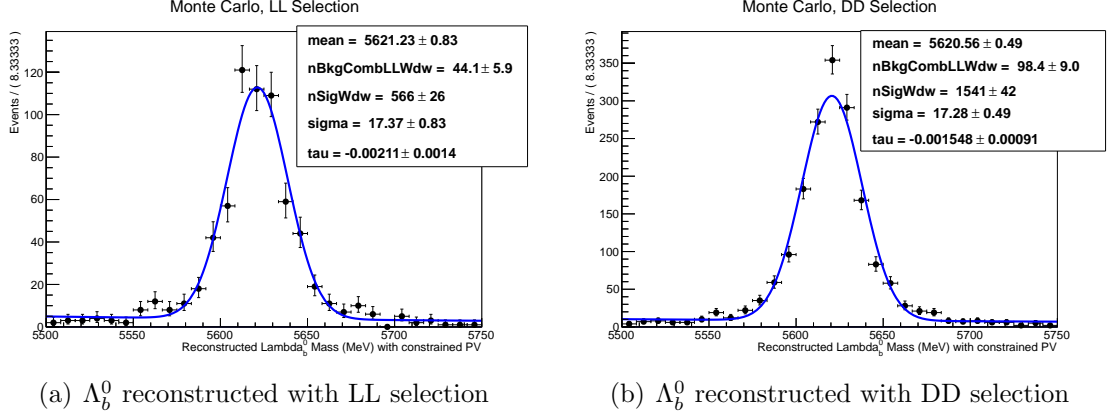 Monte Carlo, LL Selection
mean = 5621.23 ± 0.83
nBkgCombLLWdw = 44.1 ± 5.9
nSigWdw = 566 ± 26
sigma = 17.37 ± 0.83
tau = -0.00211 ± 0.0014
Events / ( 8.33333 )
120
100
80
60
40
20
0
5500 5550 5600 5650 5700 5750
Reconstructed Lambda_b^0 Mass (MeV) with constrained PV
(a) Λ_b^0 reconstructed with LL selection
Monte Carlo, DD Selection
mean = 5620.56 ± 0.49
nBkgCombLLWdw = 98.4 ± 9.0
nSigWdw = 1541 ± 42
sigma = 17.28 ± 0.49
tau = -0.001548 ± 0.00091
Events / ( 8.33333 )
350
300
250
200
150
100
50
0
5500 5550 5600 5650 5700 5750
Reconstructed Lambda_b^0 Mass (MeV) with constrained PV
(b) Λ_b^0 reconstructed with DD selection